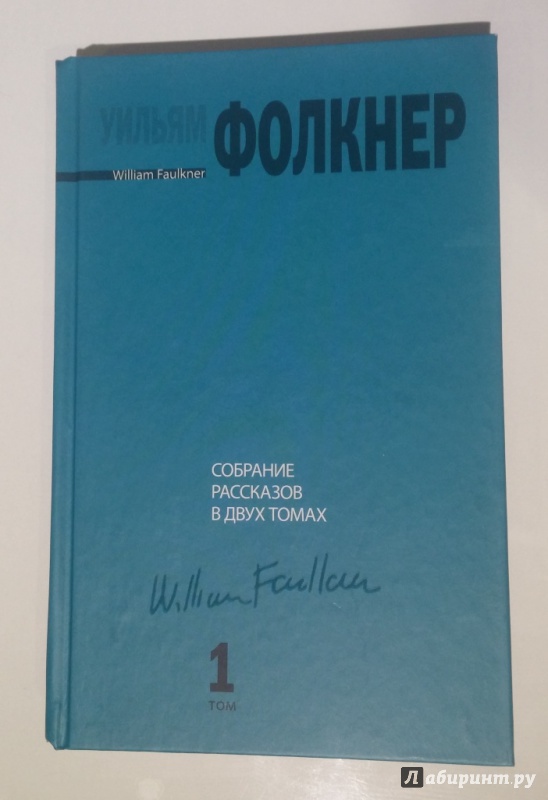 УИЛЬЯМ ФОЛКНЕР
William Faulkner
СОБРАНИЕ
РАССКАЗОВ
В ДВУХ ТОМАХ
William Faulkner
1
ТОМ
Лабиринт.ру